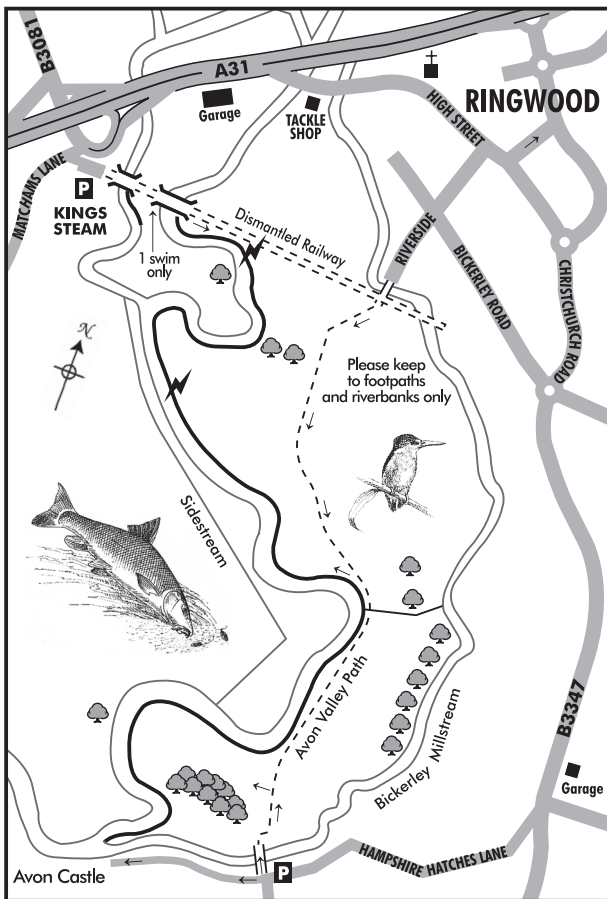 B3081
A31
Garage
TACKLE
SHOP
HIGH STREET
RINGWOOD
MATCHAMS LANE
P
KINGS
STEAM
1 swim
only
Dismantled Railway
RIVERSIDE
BICKERLEY ROAD
CHRISTCHURCH ROAD
N
Please keep
to footpaths
and riverbanks only
Sidestream
Avon Valley Path
Bickerley Millstream
B3347
Garage
HAMPSHIRE HATCHES LANE
Avon Castle
P